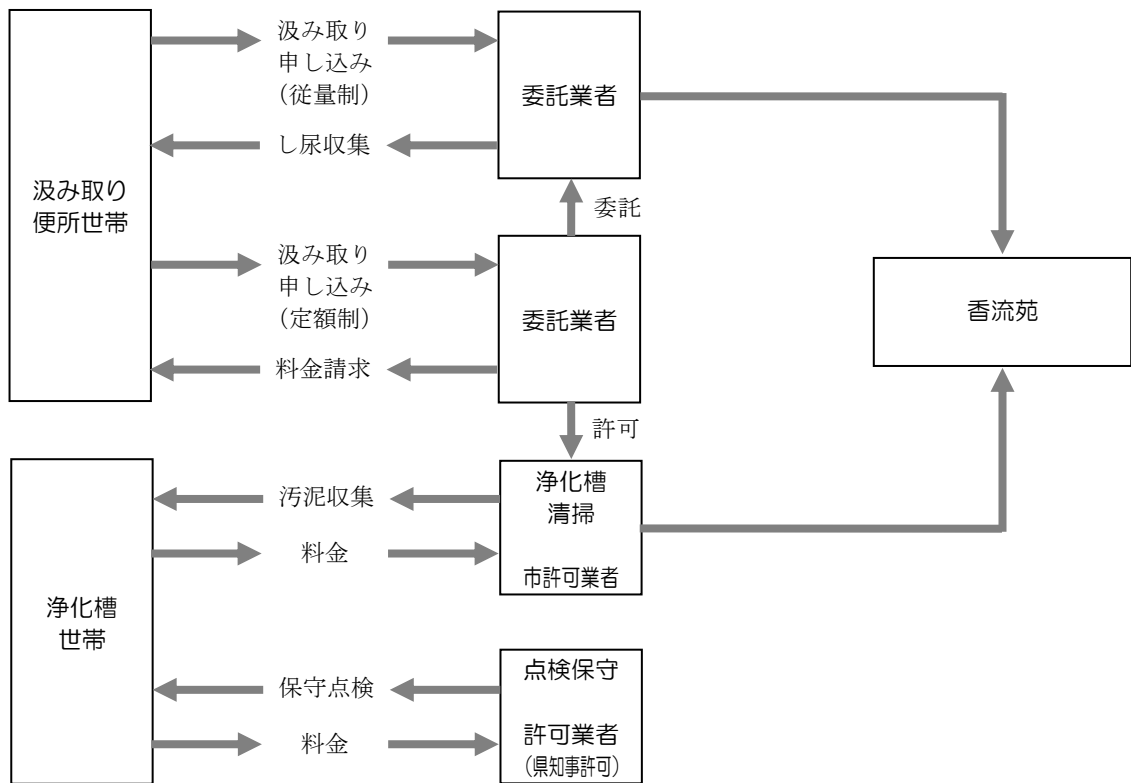 汲み取り
便所世帯
汲み取り
申し込み
（従量制）
し尿収集
委託業者
委託
汲み取り
申し込み
（定額制）
料金請求
委託業者
許可
香流苑
浄化槽
世帯
汚泥収集
料金
浄化槽
清掃
市許可業者
保守点検
料金
点検保守
許可業者
（県知事許可）